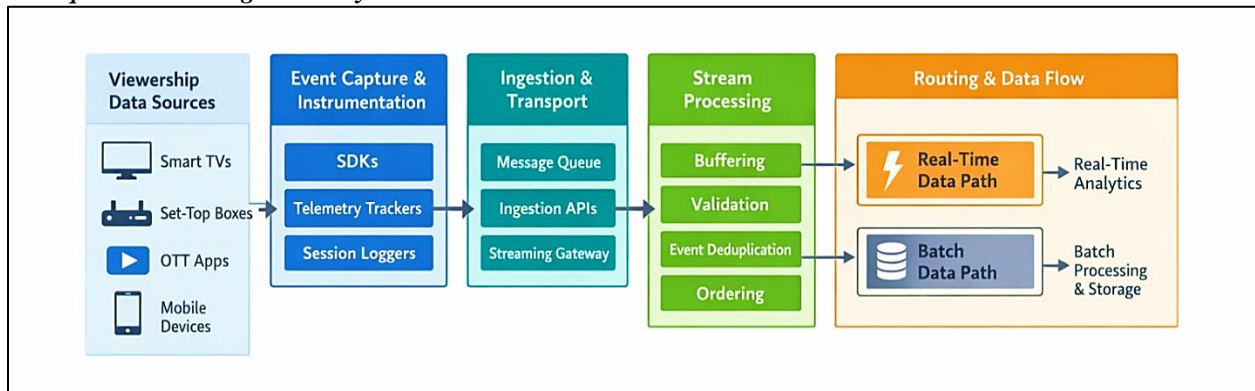 Viewership
Data Sources
Smart TVs
Set-Top Boxes
OTT Apps
Mobile
Devices
Event Capture &
Instrumentation
SDKs
Telemetry Trackers
Session Loggers
Ingestion &
Transport
Message Queue
Ingestion APIs
Streaming Gateway
Stream
Processing
Buffering
Validation
Event Deduplication
Ordering
Routing & Data Flow
Real-Time
Data Path
Real-Time
Analytics
Batch
Data Path
Batch
Processing
& Storage